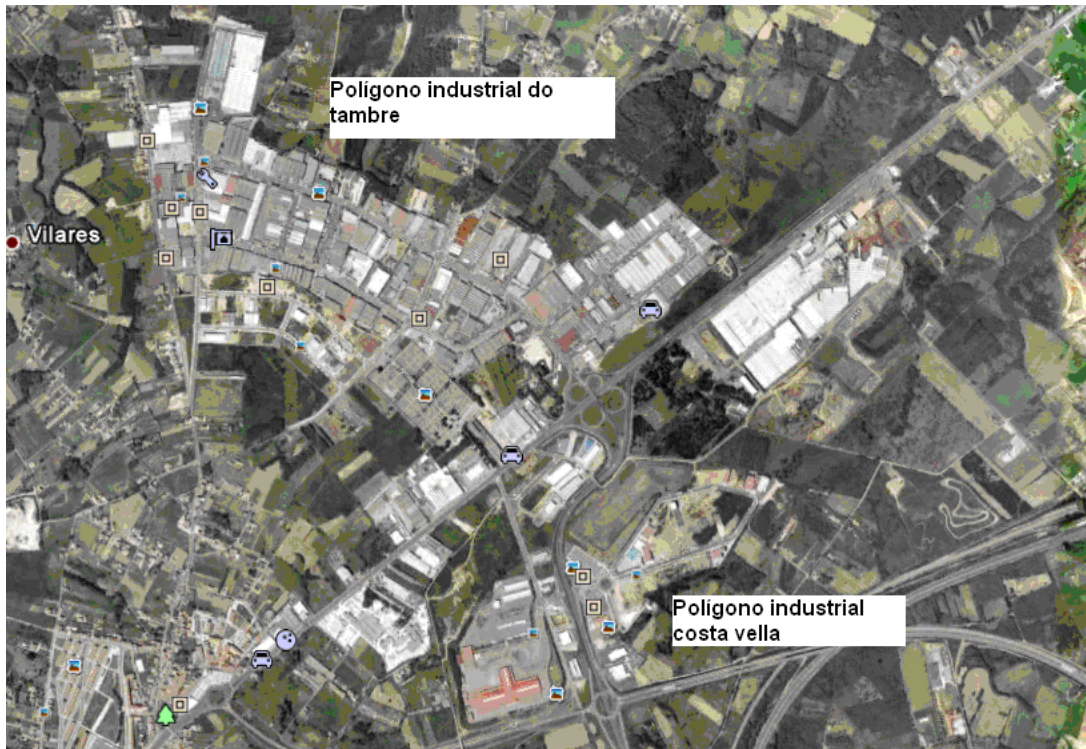 Polígono industrial do
tambre
Vilares
Polígono industrial
costa vella